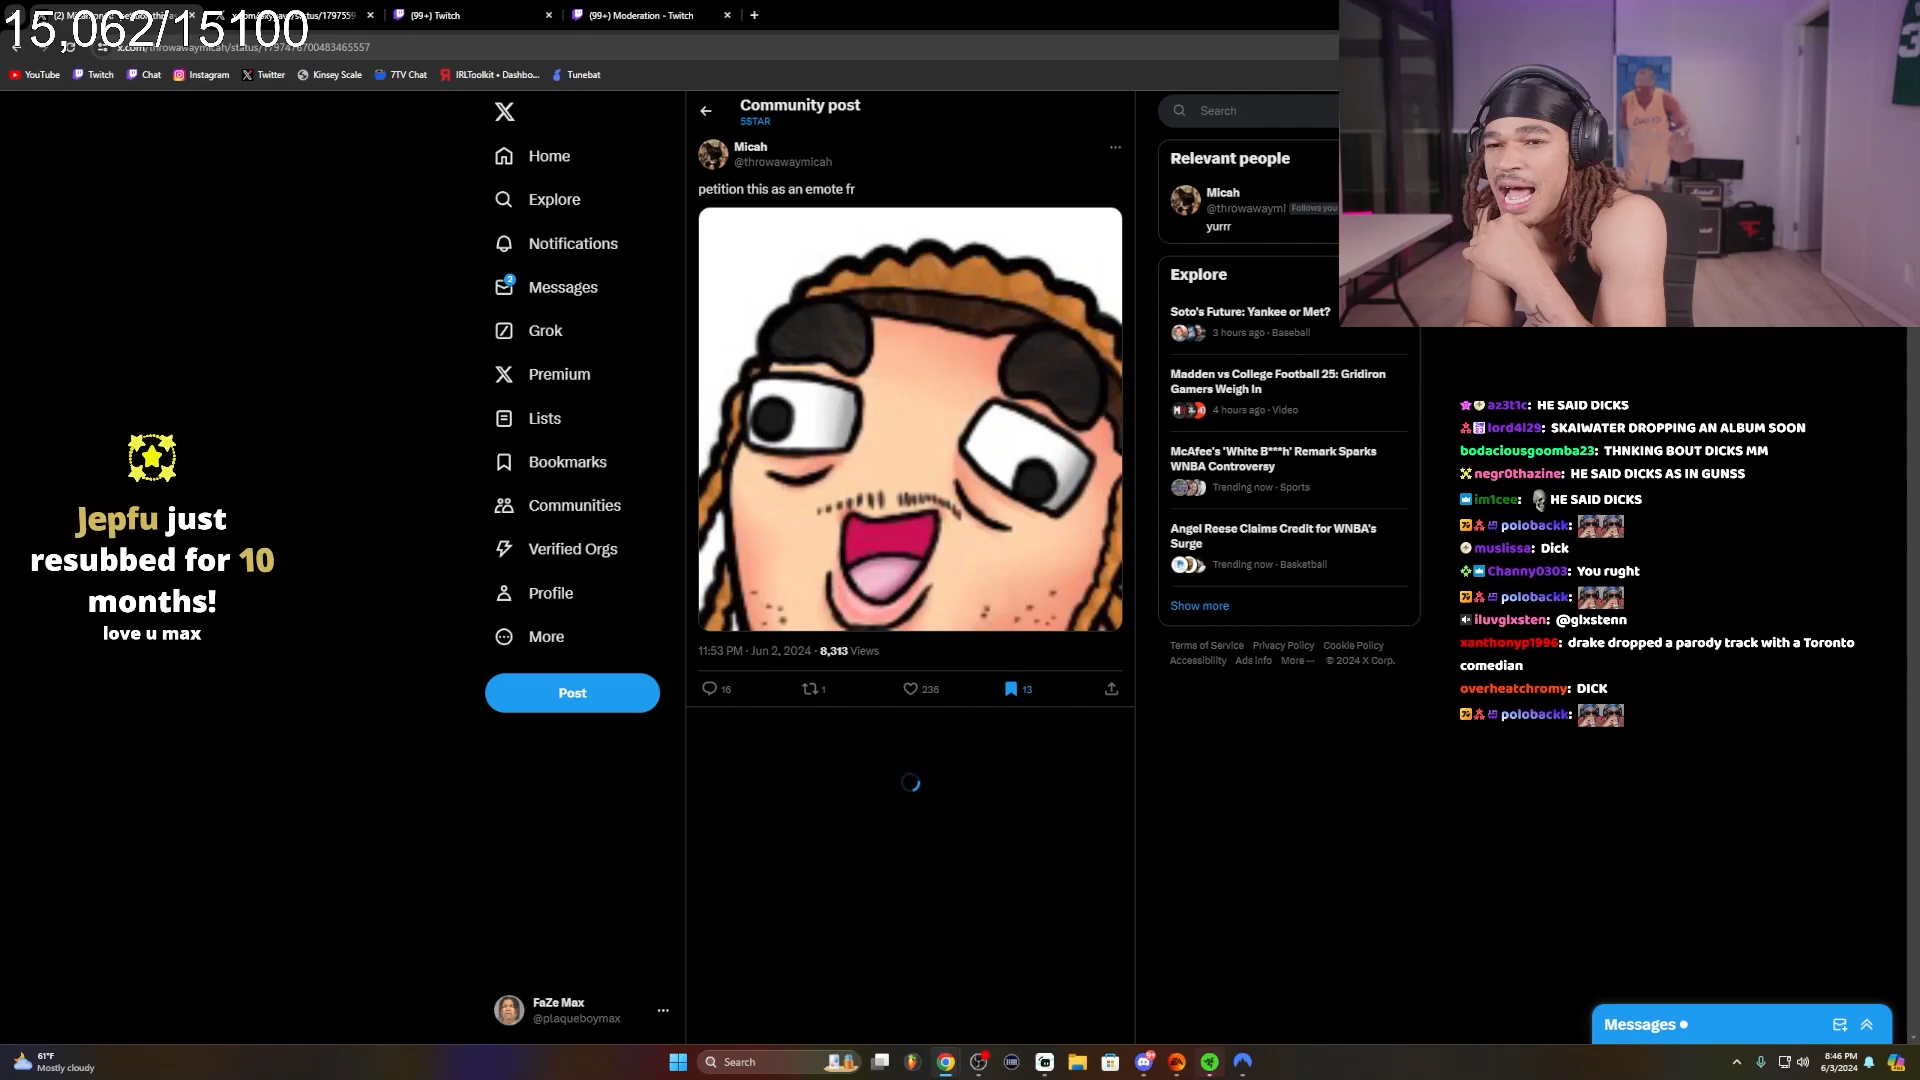 15,062/15100
(99+) Twitch
(99+) Moderation - Twitch
x.com/throwawaymicah/status/1797476700483465557
YouTube
Twitch
Chat
Instagram
Twitter
Kinsey Scale
7TV Chat
IRLToolkit • Dashbo...
Tunebat
Home
Explore
Notifications
2
Messages
Grok
Premium
Lists
Bookmarks
Communities
Verified Orgs
Profile
More
Post
FaZe Max
@plaqueboymax
Jepfu just
resubbed for 10
months!
love u max
Community post
5STAR
Micah
@throwawaymicah
petition this as an emote fr
11:53 PM · Jun 2, 2024 · 8,313 Views
16
1
236
13
Search
Relevant people
Micah
@throwawaymi Follows you
yurrr
Explore
Soto's Future: Yankee or Met?
3 hours ago · Baseball
Madden vs College Football 25: Gridiron
Gamers Weigh In
4 hours ago · Video
McAfee's 'White B***h' Remark Sparks
WNBA Controversy
Trending now · Sports
Angel Reese Claims Credit for WNBA's
Surge
Trending now · Basketball
Show more
Terms of Service Privacy Policy Cookie Policy
Accessibility Ads info More ··· © 2024 X Corp.
az3t1c: HE SAID DICKS
lord4l29: SKAIWATER DROPPING AN ALBUM SOON
bodaciousgoomba23: THNKING BOUT DICKS MM
negr0thazine: HE SAID DICKS AS IN GUNSS
im1cee: HE SAID DICKS
polobackk:
muslissa: Dick
Channy0303: You rught
polobackk:
iluvglxsten: @glxstenn
xanthonyp1996: drake dropped a parody track with a Toronto
comedian
overheatchromy: DICK
polobackk:
Messages
61°F
Mostly cloudy
Search
8:46 PM
6/3/2024